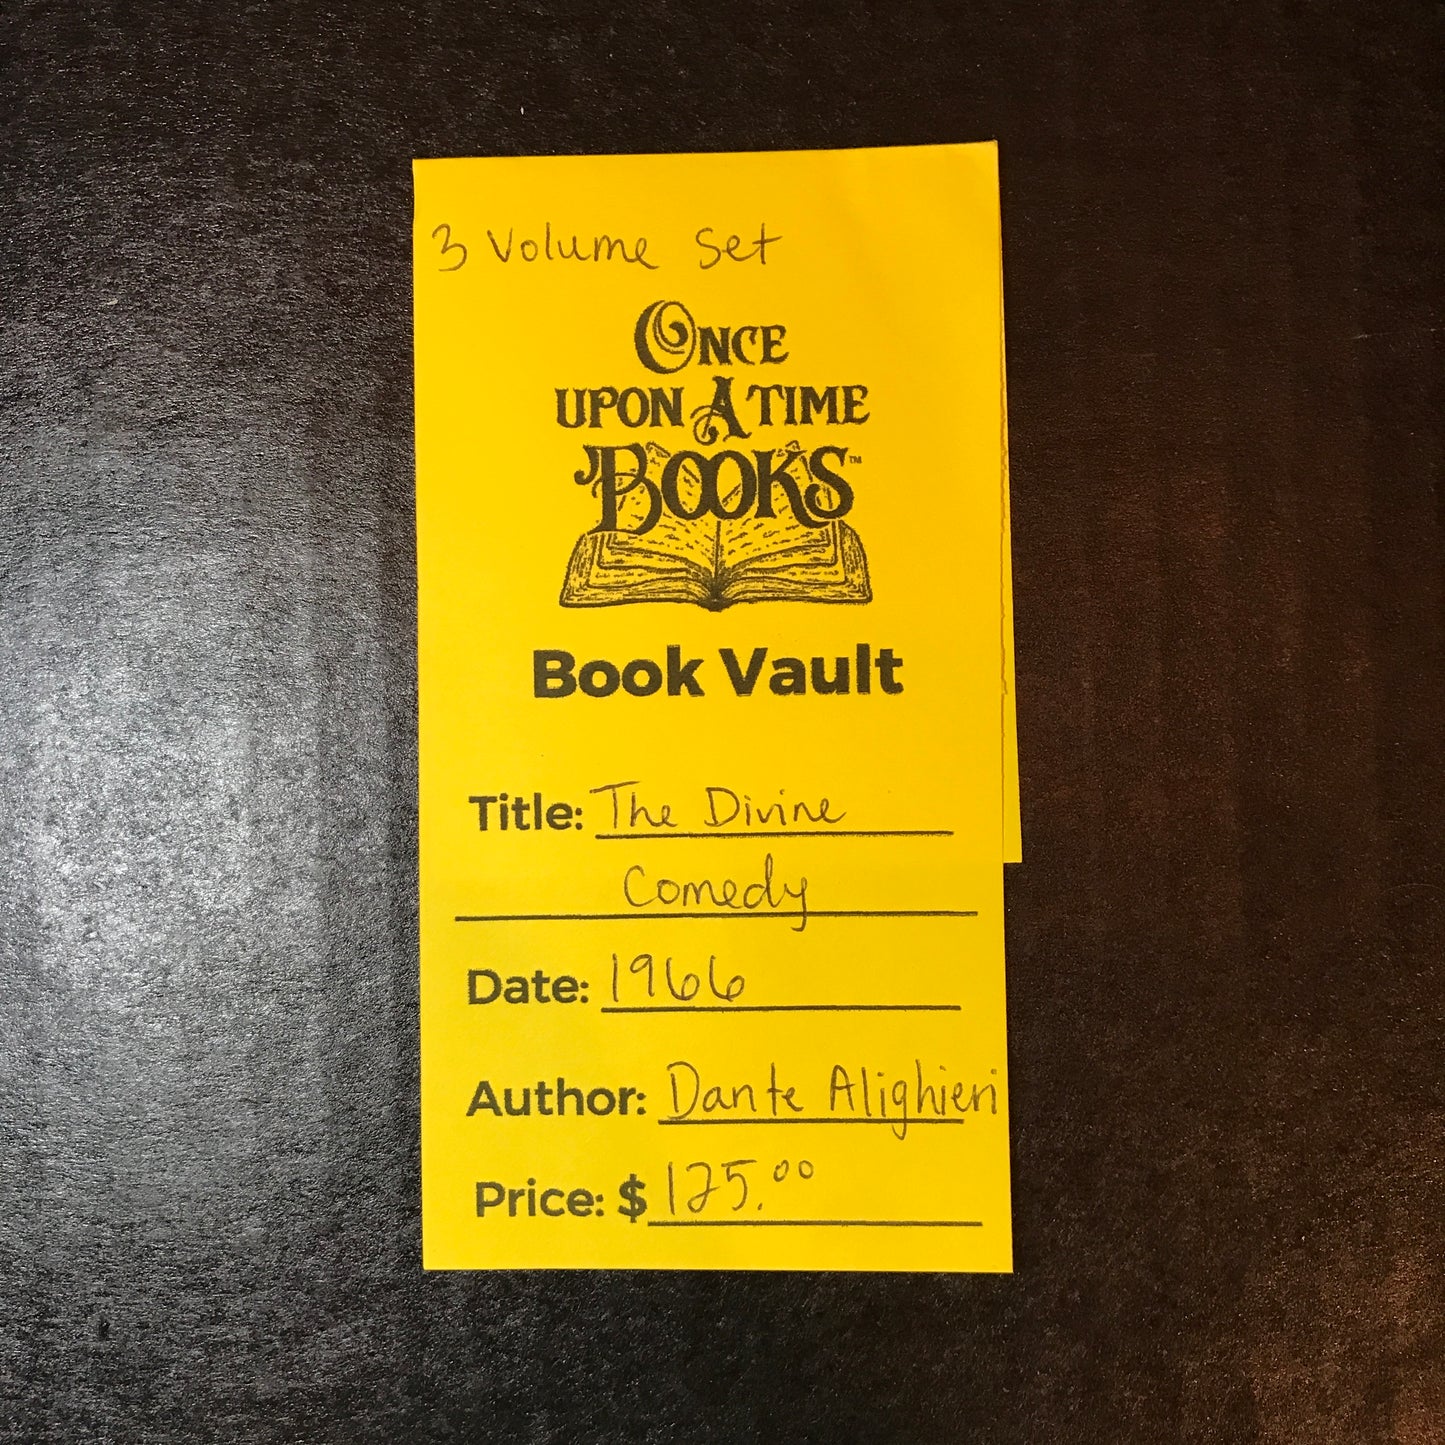 3 Volume Set
ONCE
UPON A TIME
BOOKS™
Book Vault
Title: The Divine
Comedy
Date: 1966
Author: Dante Alighieri
Price: $ 125.00